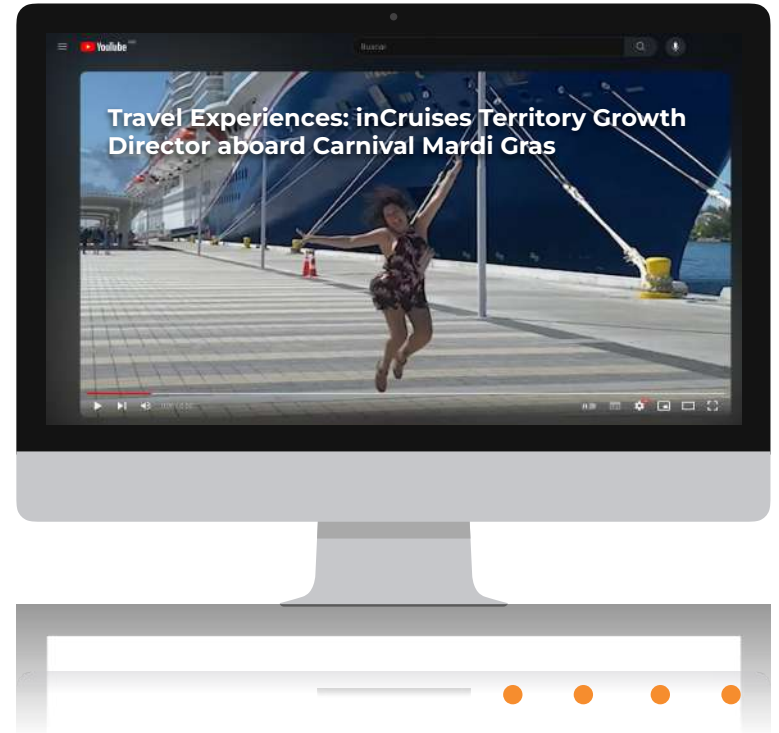 YouTube
Buscar
Travel Experiences: inCruises Territory Growth
Director aboard Carnival Mardi Gras